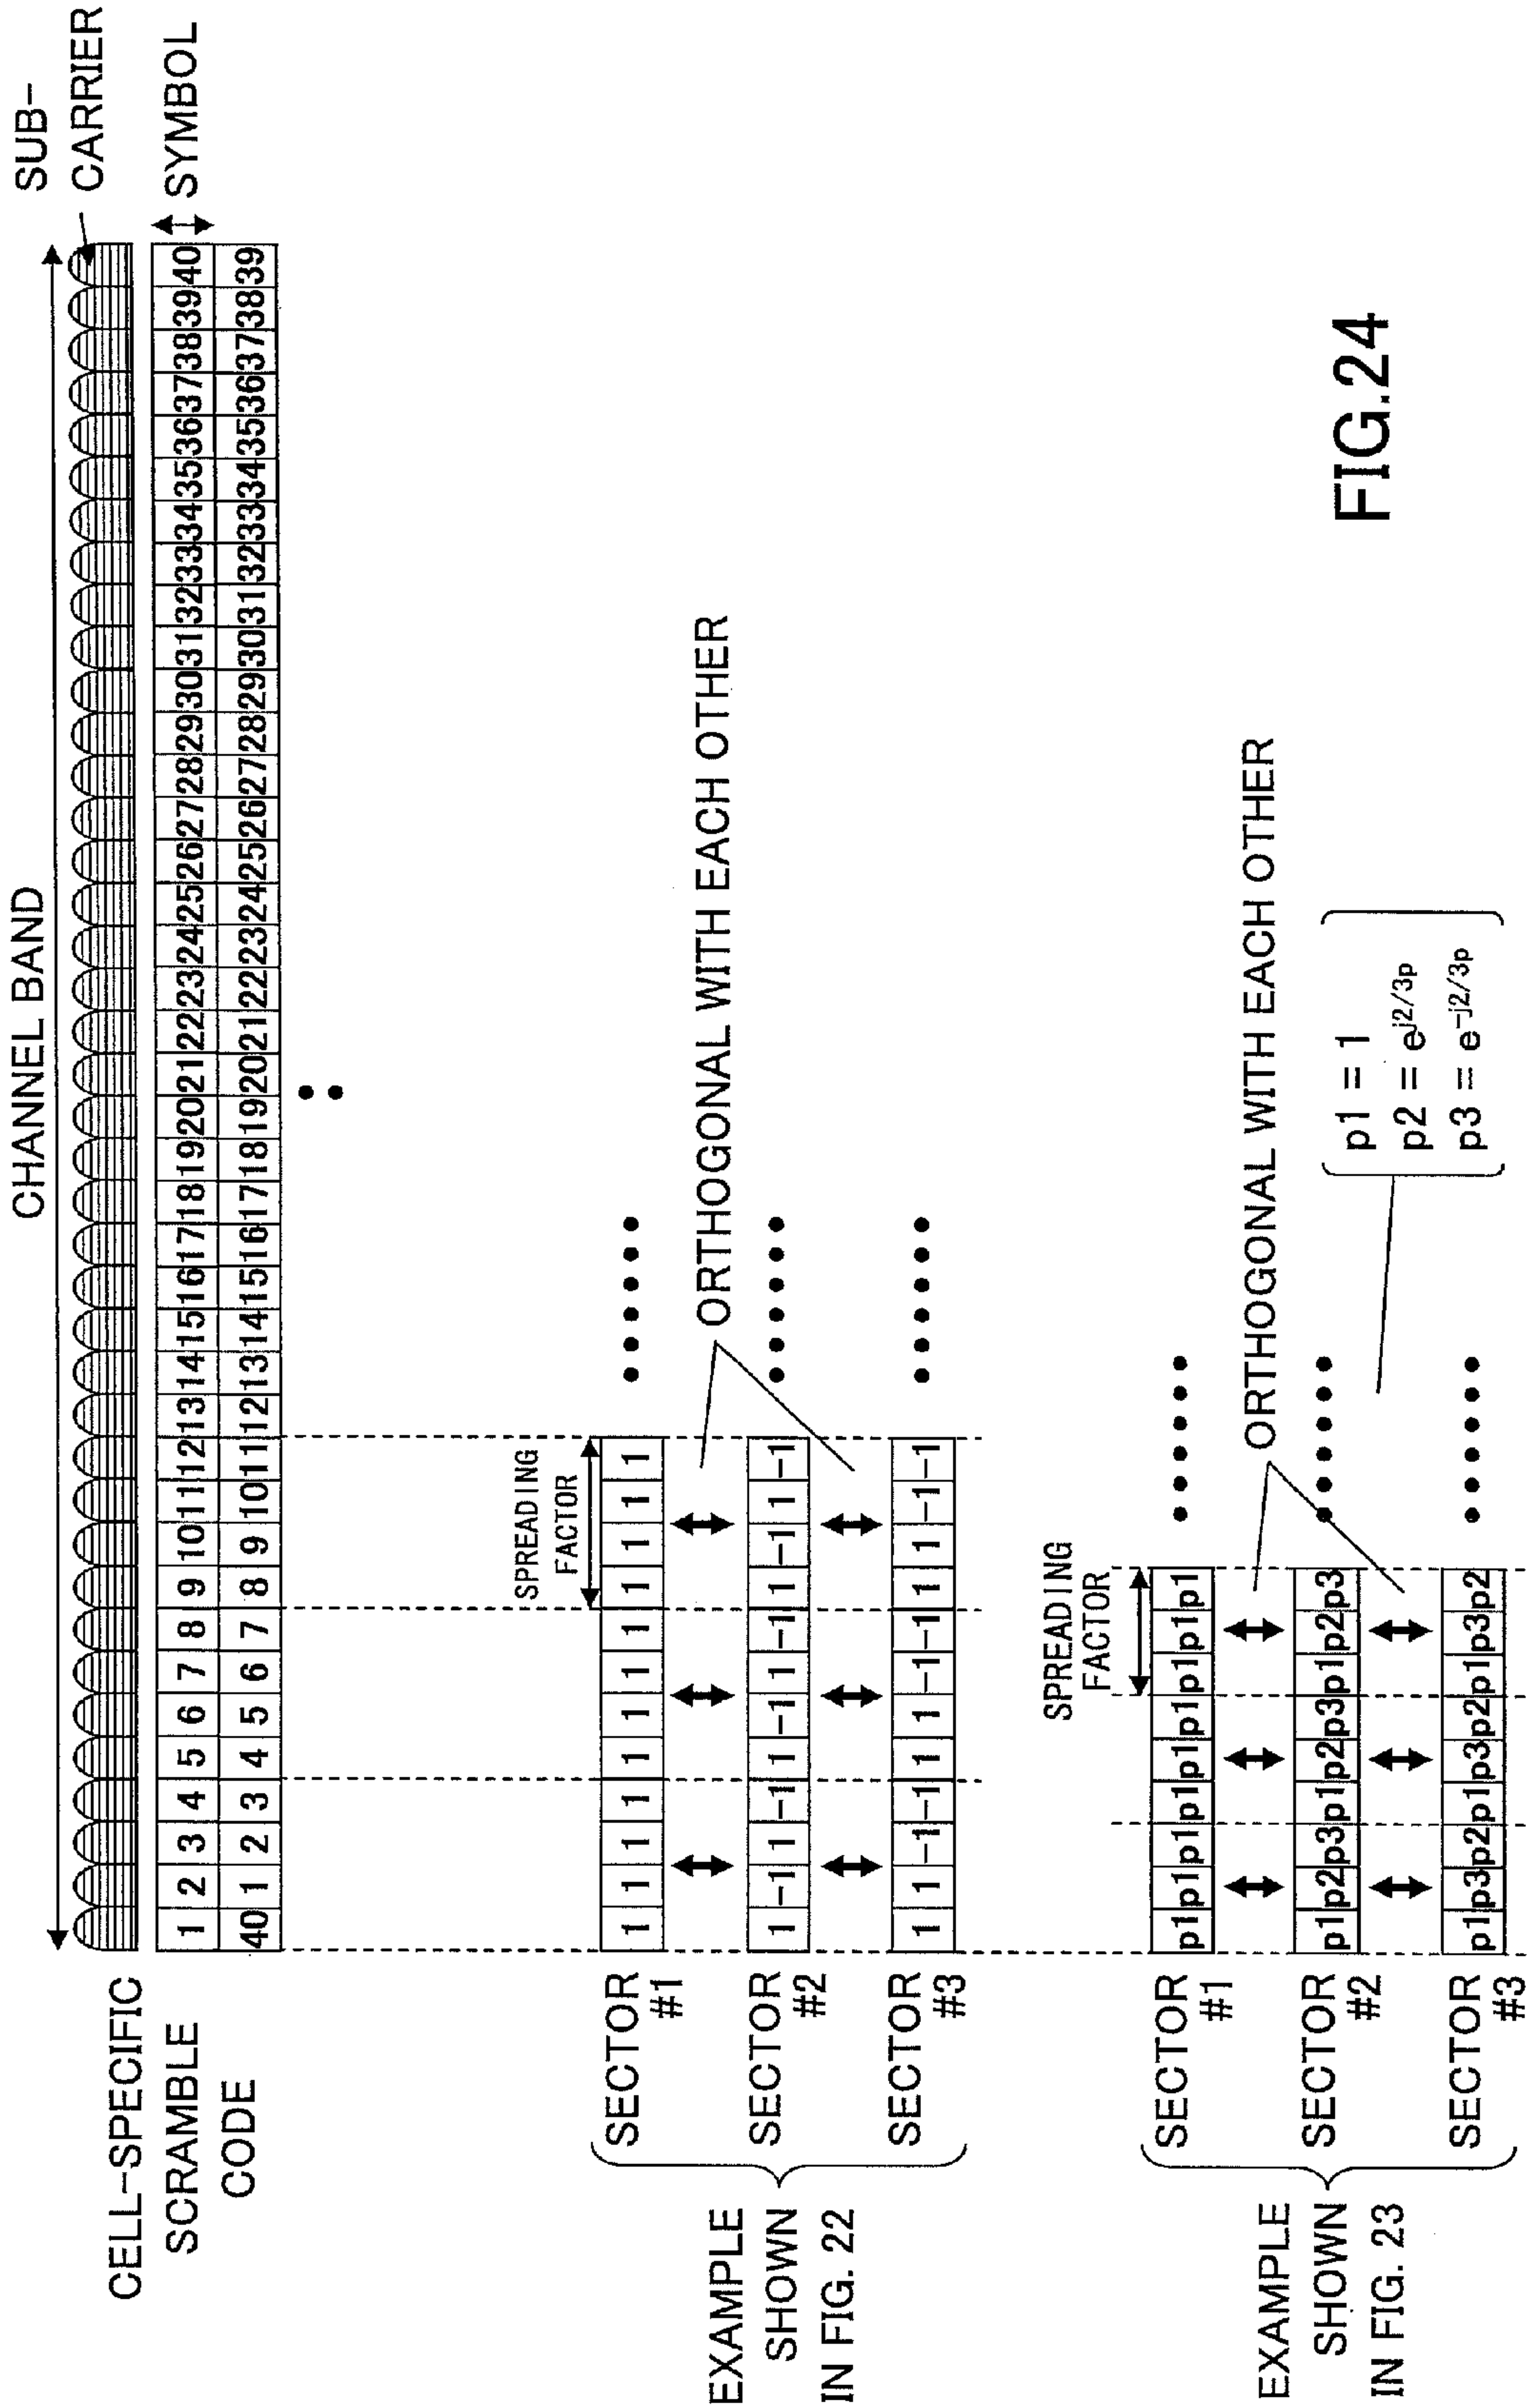 CHANNEL BAND
SUB-
CARRIER
SYMBOL
CELL-SPECIFIC
SCRAMBLE
CODE
1 2 3 4 5 6 7 8 9 10 11 12 13 14 15 16 17 18 19 20 21 22 23 24 25 26 27 28 29 30 31 32 33 34 35 36 37 38 39 40
40 1 2 3 4 5 6 7 8 9 10 11 12 13 14 15 16 17 18 19 20 21 22 23 24 25 26 27 28 29 30 31 32 33 34 35 36 37 38 39
SPREADING
FACTOR
EXAMPLE
SHOWN
IN FIG. 22
SECTOR
#1
1 1 1 1 1 1 1 1 1 1 1 1
ORTHOGONAL WITH EACH OTHER
SECTOR
#2
1 -1 1 -1 1 -1 1 -1 1 -1 1 -1
SECTOR
#3
1 1 -1 -1 1 1 -1 -1 1 1 -1 -1
SPREADING
FACTOR
EXAMPLE
SHOWN
IN FIG. 23
SECTOR
#1
p1 p1 p1 p1 p1 p1 p1 p1 p1
ORTHOGONAL WITH EACH OTHER
SECTOR
#2
p1 p2 p3 p1 p2 p3 p1 p2 p3
SECTOR
#3
p1 p3 p2 p1 p3 p2 p1 p3 p2
p1 = 1
p2 = e^j2/3p
p3 = e^-j2/3p
FIG.24